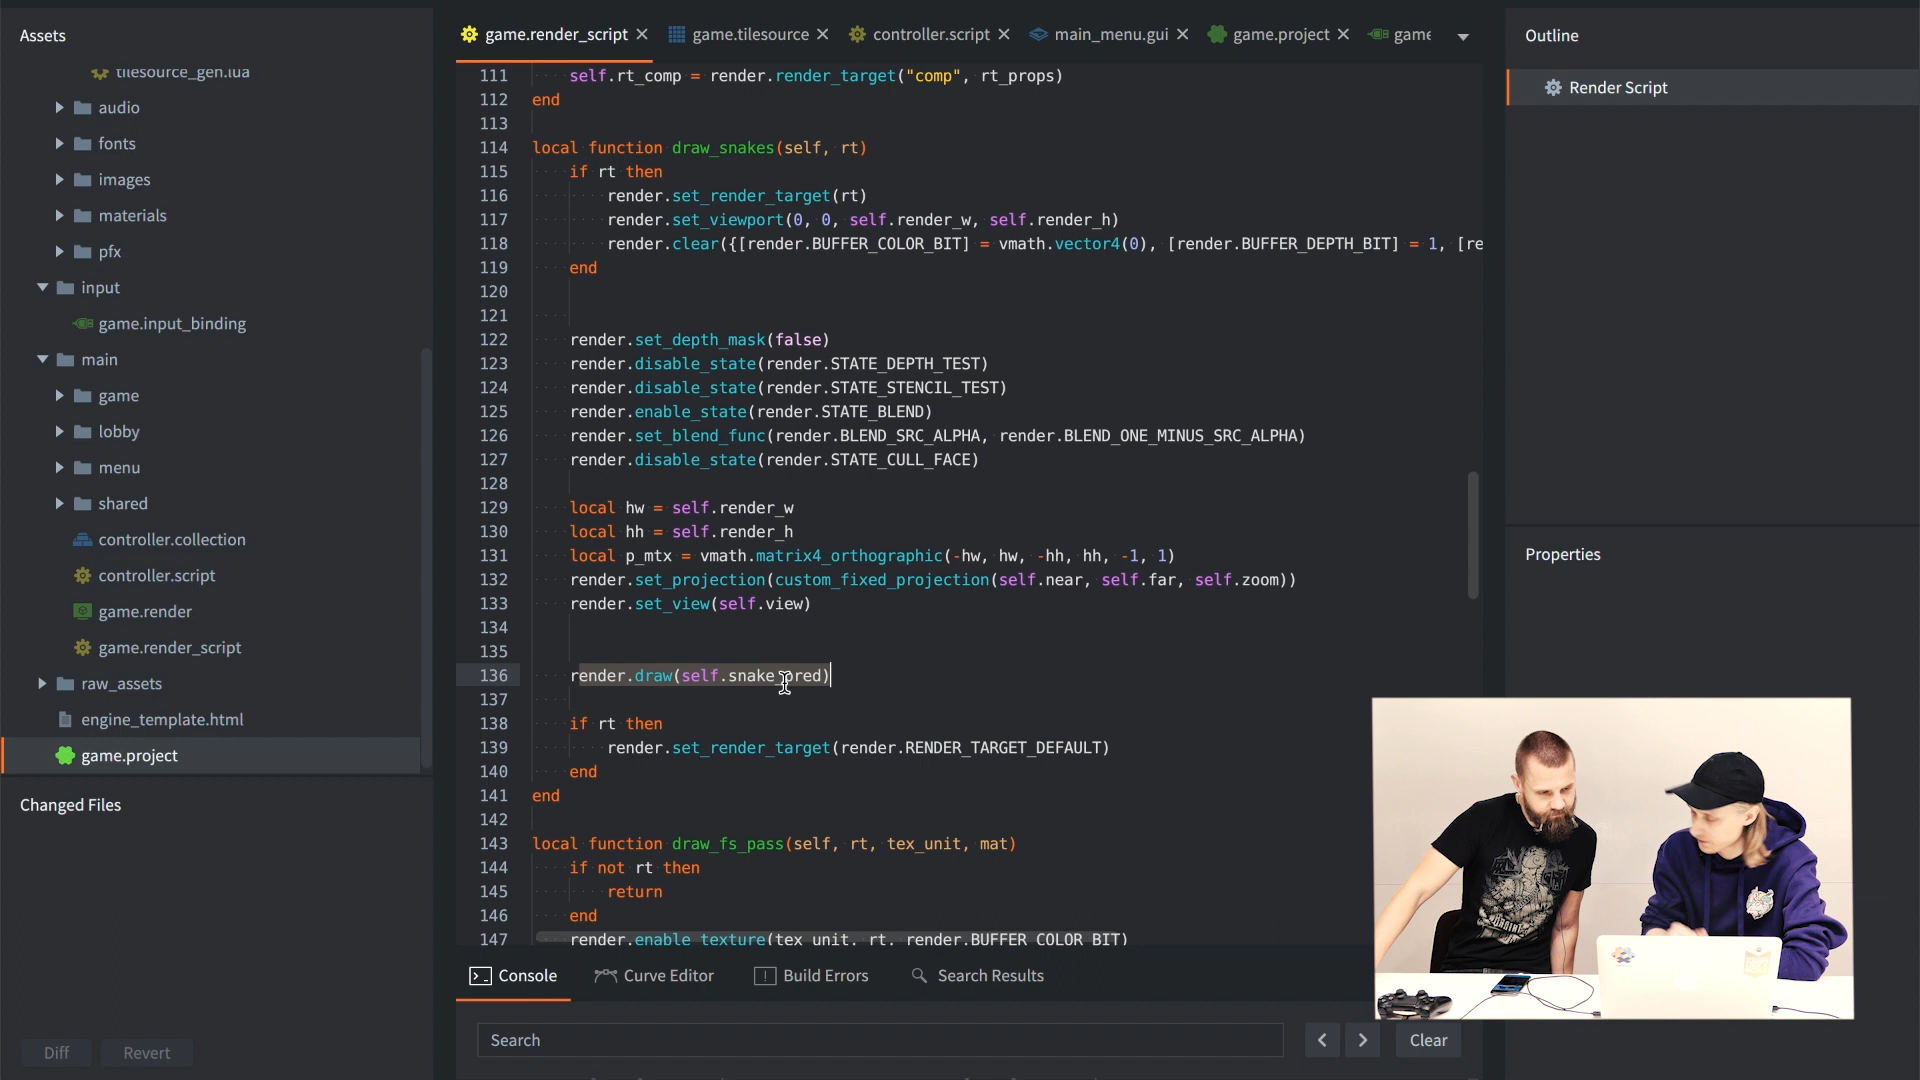 Assets
tilesource_gen.lua
audio
fonts
images
materials
pfx
input
game.input_binding
main
game
lobby
menu
shared
controller.collection
controller.script
game.render
game.render_script
raw_assets
engine_template.html
game.project
Changed Files
Diff
Revert
game.render_script
game.tilesource
controller.script
main_menu.gui
game.project
game
111 self.rt_comp = render.render_target("comp", rt_props)
112 end
113
114 local function draw_snakes(self, rt)
115 if rt then
116 render.set_render_target(rt)
117 render.set_viewport(0, 0, self.render_w, self.render_h)
118 render.clear({[render.BUFFER_COLOR_BIT] = vmath.vector4(0), [render.BUFFER_DEPTH_BIT] = 1, [re
119 end
120
121
122 render.set_depth_mask(false)
123 render.disable_state(render.STATE_DEPTH_TEST)
124 render.disable_state(render.STATE_STENCIL_TEST)
125 render.enable_state(render.STATE_BLEND)
126 render.set_blend_func(render.BLEND_SRC_ALPHA, render.BLEND_ONE_MINUS_SRC_ALPHA)
127 render.disable_state(render.STATE_CULL_FACE)
128
129 local hw = self.render_w
130 local hh = self.render_h
131 local p_mtx = vmath.matrix4_orthographic(-hw, hw, -hh, hh, -1, 1)
132 render.set_projection(custom_fixed_projection(self.near, self.far, self.zoom))
133 render.set_view(self.view)
134
135
136 render.draw(self.snake_pred)
137
138 if rt then
139 render.set_render_target(render.RENDER_TARGET_DEFAULT)
140 end
141 end
142
143 local function draw_fs_pass(self, rt, tex_unit, mat)
144 if not rt then
145 return
146 end
147 render.enable_texture(tex_unit, rt, render.BUFFER_COLOR_BIT)
Console
Curve Editor
Build Errors
Search Results
Search
Clear
Outline
Render Script
Properties